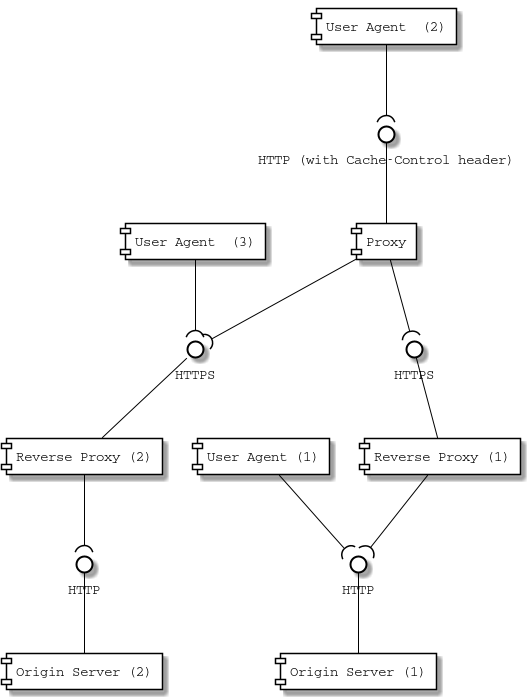 User Agent  (2)
HTTP (with Cache-Control header)
User Agent  (3)
Proxy
HTTPS
HTTPS
Reverse Proxy (2)
User Agent (1)
Reverse Proxy (1)
HTTP
HTTP
Origin Server (2)
Origin Server (1)